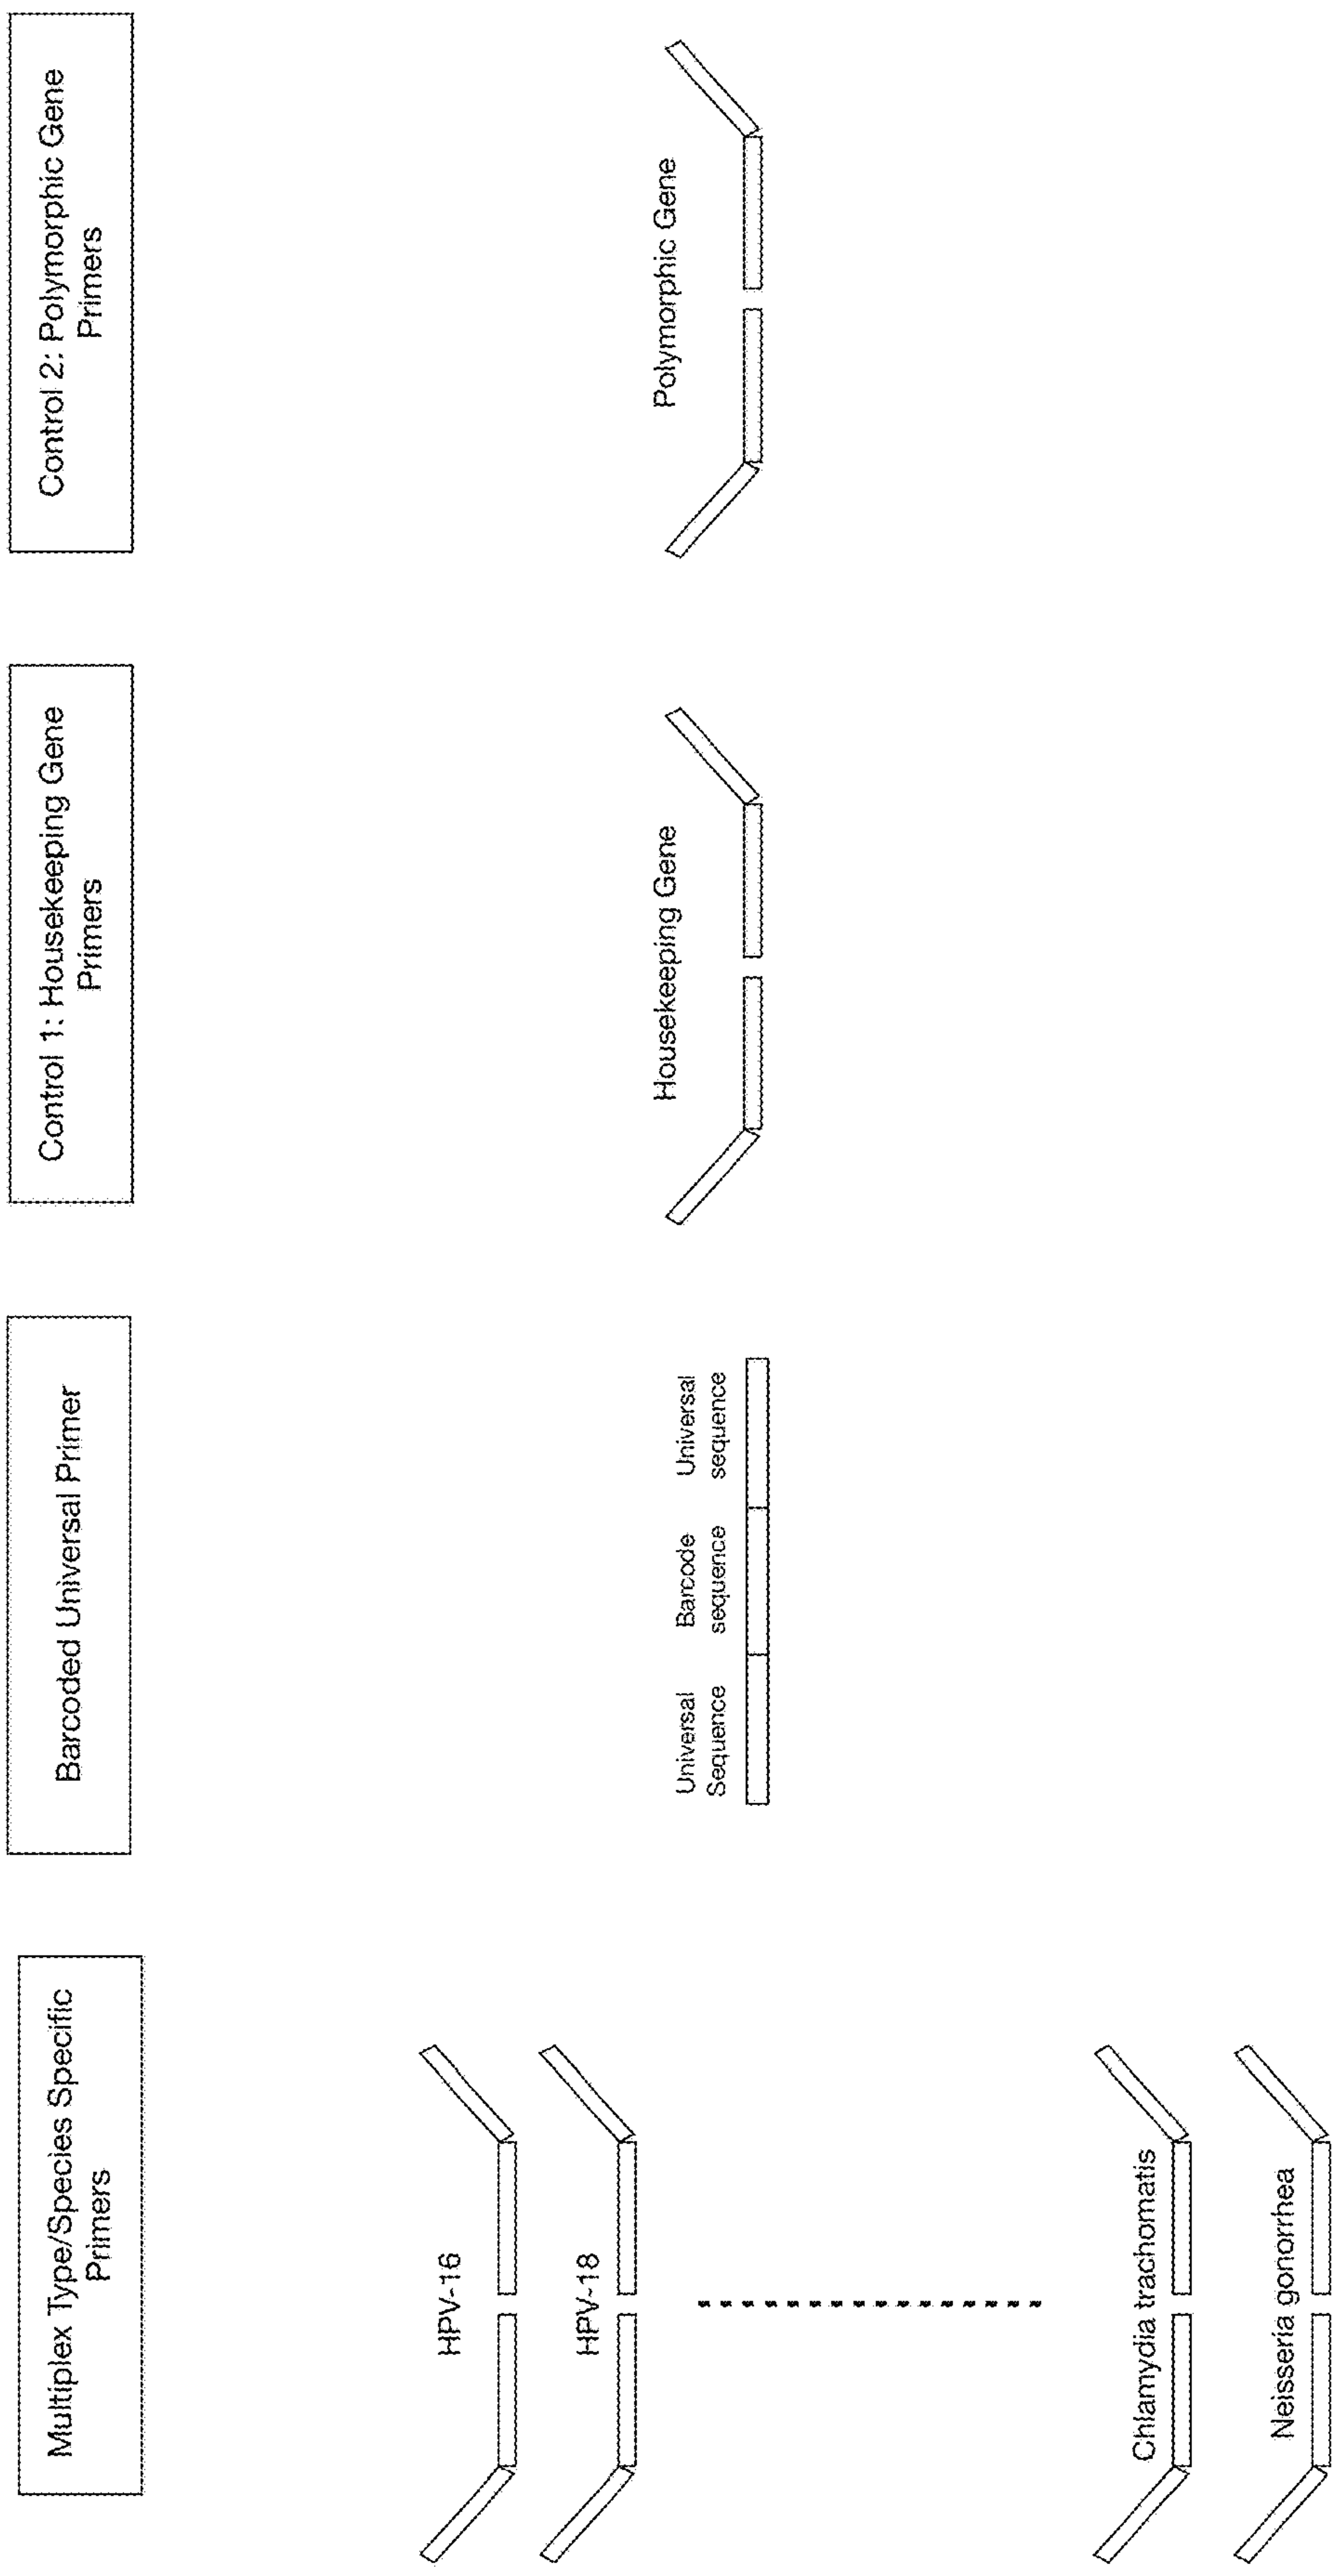 Multiplex Type/Species Specific
Primers
HPV-16
HPV-18
Chlamydia trachomatis
Neisseria gonorrhea
Barcoded Universal Primer
Universal
Sequence
Barcode
sequence
Universal
sequence
Control 1: Housekeeping Gene
Primers
Housekeeping Gene
Control 2: Polymorphic Gene
Primers
Polymorphic Gene